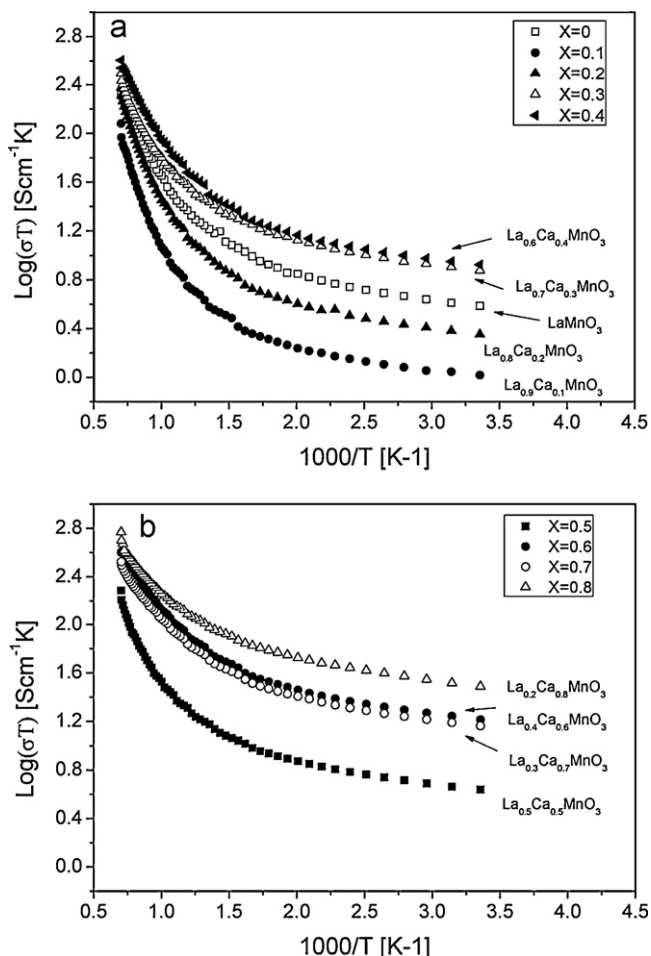 a
X=0
X=0.1
X=0.2
X=0.3
X=0.4
Log(σT) [Scm⁻¹K]
2.8
2.4
2.0
1.6
1.2
0.8
0.4
0.0
La₀.₆Ca₀.₄MnO₃
La₀.₇Ca₀.₃MnO₃
LaMnO₃
La₀.₈Ca₀.₂MnO₃
La₀.₉Ca₀.₁MnO₃
0.5 1.0 1.5 2.0 2.5 3.0 3.5 4.0 4.5
1000/T [K-1]
b
X=0.5
X=0.6
X=0.7
X=0.8
Log(σT) [Scm⁻¹K]
2.8
2.4
2.0
1.6
1.2
0.8
0.4
0.0
La₀.₂Ca₀.₈MnO₃
La₀.₄Ca₀.₆MnO₃
La₀.₃Ca₀.₇MnO₃
La₀.₅Ca₀.₅MnO₃
0.5 1.0 1.5 2.0 2.5 3.0 3.5 4.0 4.5
1000/T [K-1]